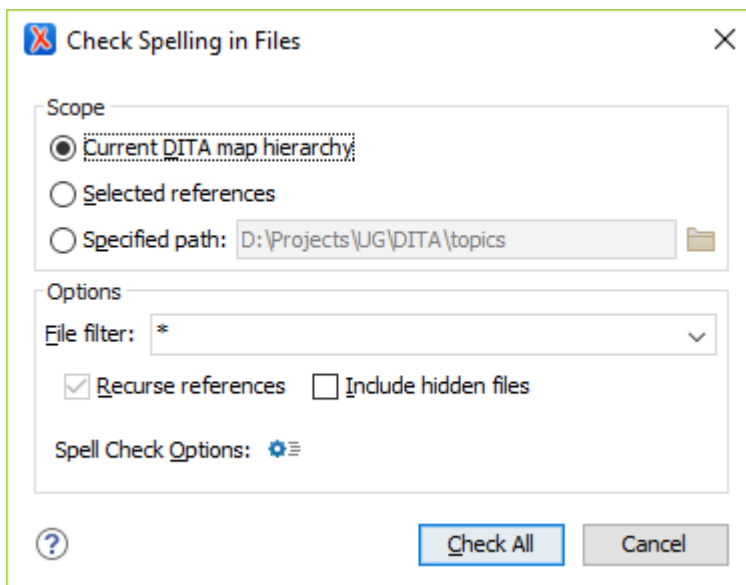 Check Spelling in Files
Scope
Current DITA map hierarchy
Selected references
Specified path: D:\Projects\UG\DITA\topics
Options
File filter: *
Recurse references Include hidden files
Spell Check Options:
? Check All Cancel